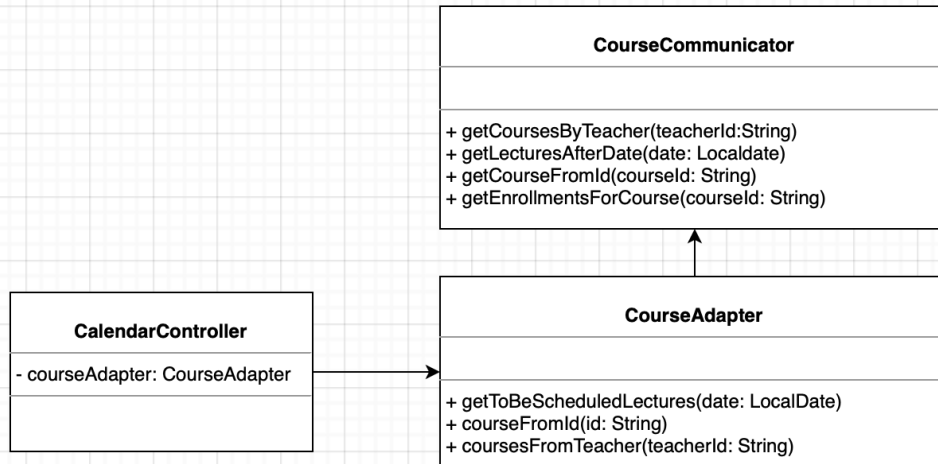 CourseCommunicator
+ getCoursesByTeacher(teacherId:String)
+ getLecturesAfterDate(date: Localdate)
+ getCourseFromId(courseId: String)
+ getEnrollmentsForCourse(courseId: String)
CalendarController
- courseAdapter: CourseAdapter
CourseAdapter
+ getToBeScheduledLectures(date: LocalDate)
+ courseFromId(id: String)
+ coursesFromTeacher(teacherId: String)